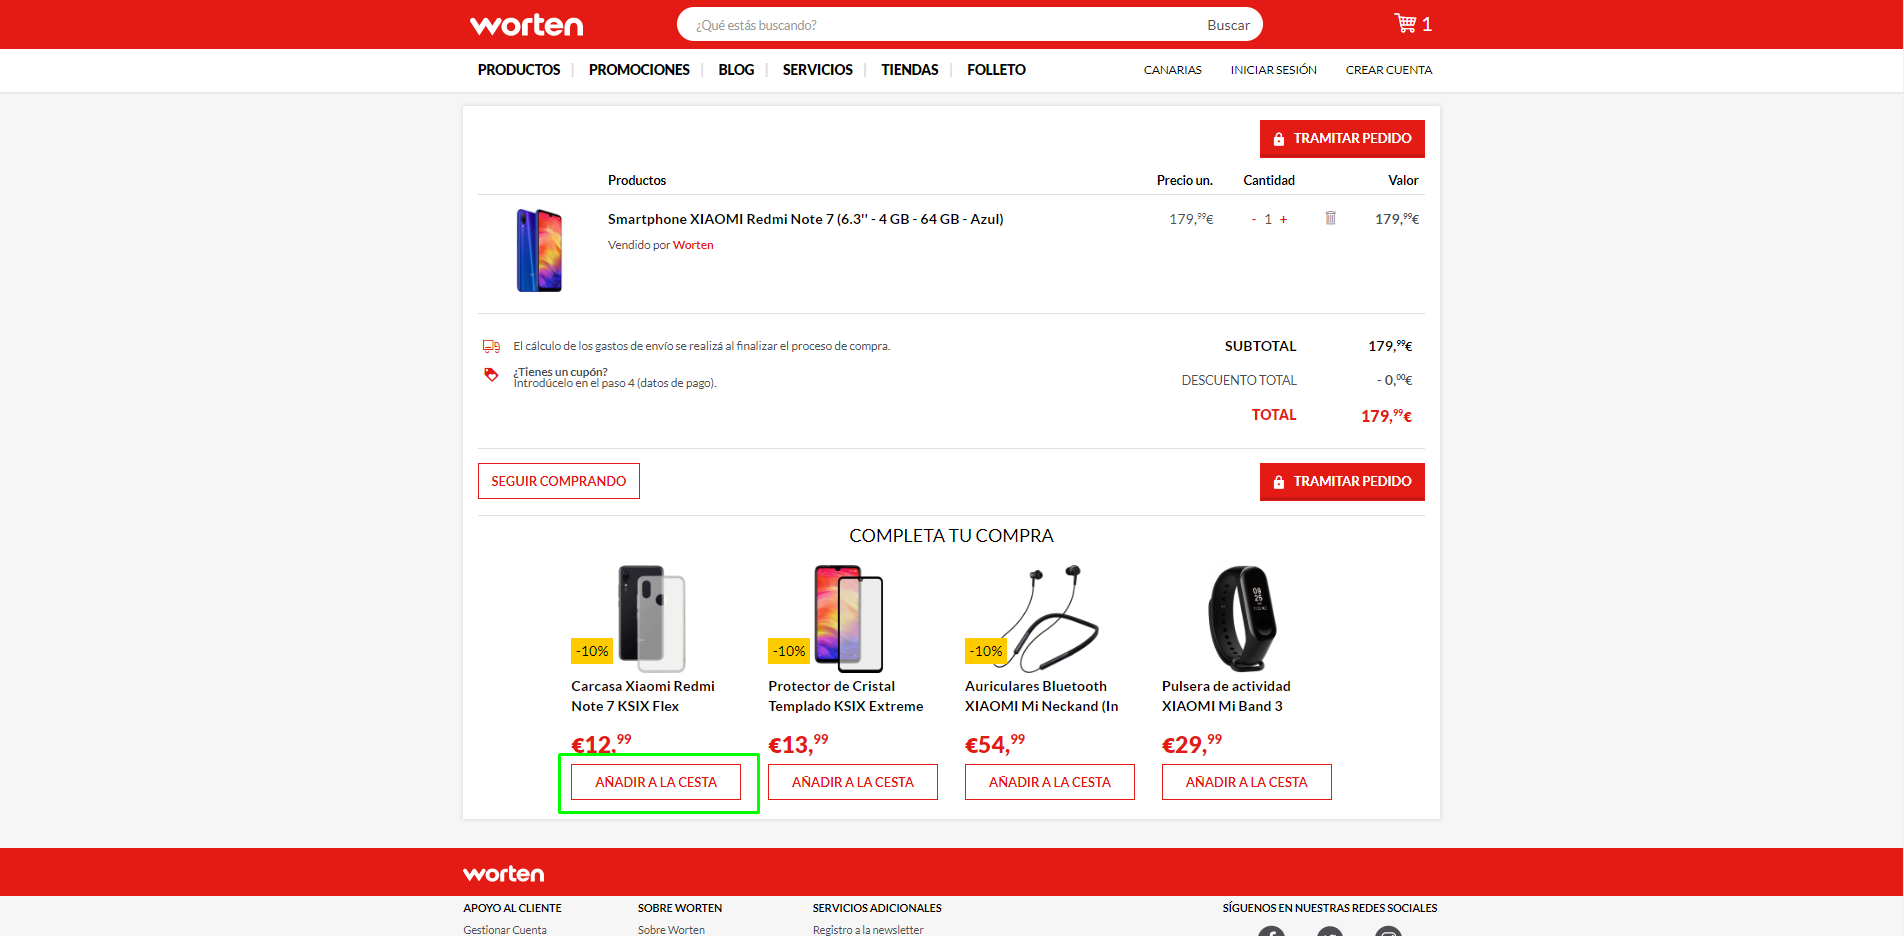 worten
¿Qué estás buscando?
Buscar
1
PRODUCTOS
PROMOCIONES
BLOG
SERVICIOS
TIENDAS
FOLLETO
CANARIAS
INICIAR SESIÓN
CREAR CUENTA
TRAMITAR PEDIDO
Productos
Precio un.
Cantidad
Valor
Smartphone XIAOMI Redmi Note 7 (6.3'' - 4 GB - 64 GB - Azul)
179,99€
- 1 +
179,99€
Vendido por Worten
El cálculo de los gastos de envío se realizá al finalizar el proceso de compra.
SUBTOTAL
179,99€
¿Tienes un cupón?
Introdúcelo en el paso 4 (datos de pago).
DESCUENTO TOTAL
- 0,00€
TOTAL
179,99€
SEGUIR COMPRANDO
TRAMITAR PEDIDO
COMPLETA TU COMPRA
-10%
Carcasa Xiaomi Redmi
Note 7 KSIX Flex
€12,99
AÑADIR A LA CESTA
-10%
Protector de Cristal
Templado KSIX Extreme
€13,99
AÑADIR A LA CESTA
-10%
Auriculares Bluetooth
XIAOMI Mi Neckand (In
€54,99
AÑADIR A LA CESTA
Pulsera de actividad
XIAOMI Mi Band 3
€29,99
AÑADIR A LA CESTA
worten
APOYO AL CLIENTE
Gestionar Cuenta
SOBRE WORTEN
Sobre Worten
SERVICIOS ADICIONALES
Registro a la newsletter
SÍGUENOS EN NUESTRAS REDES SOCIALES